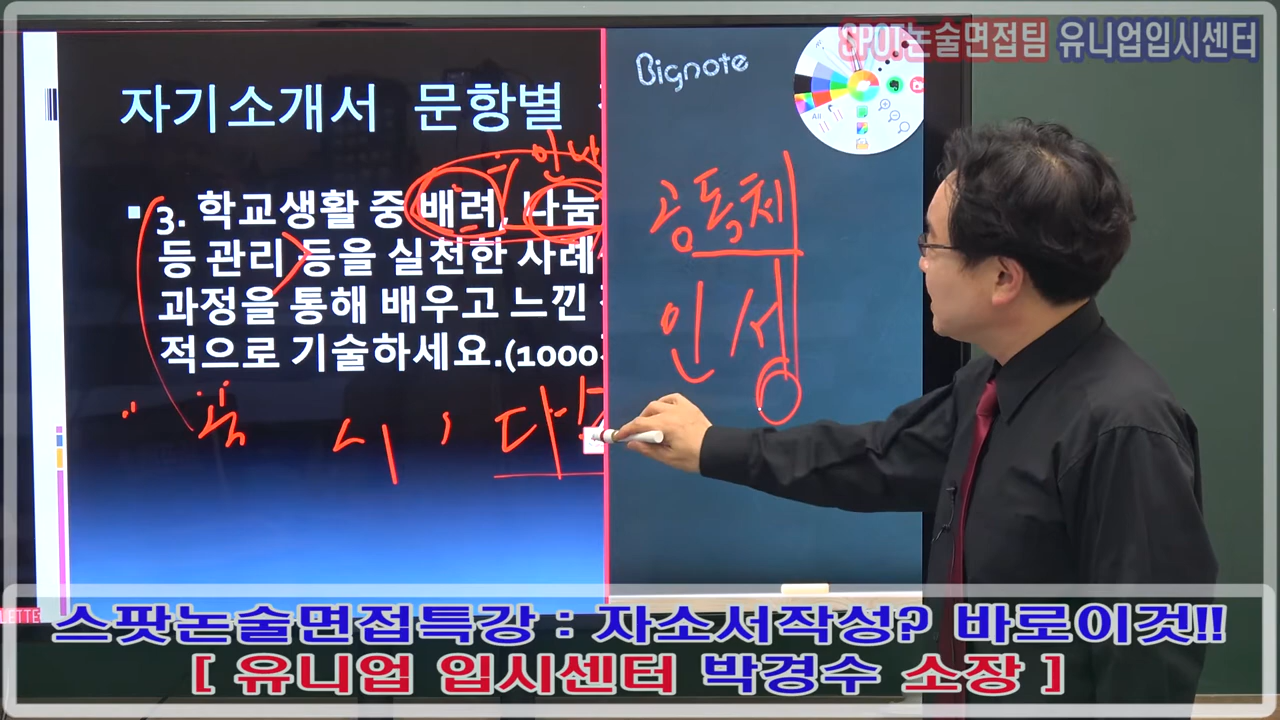 SPOT논술면접팀 유니업입시센터
Bignote
자기소개서 문항별
3. 학교생활 중 배려, 나눔
등 관리 등을 실천한 사례
과정을 통해 배우고 느낀
적으로 기술하세요.(1000
공동체
인성
시, 다
LETTE
스팟논술면접특강 : 자소서작성? 바로이것!!
[ 유니업 입시센터 박경수 소장 ]